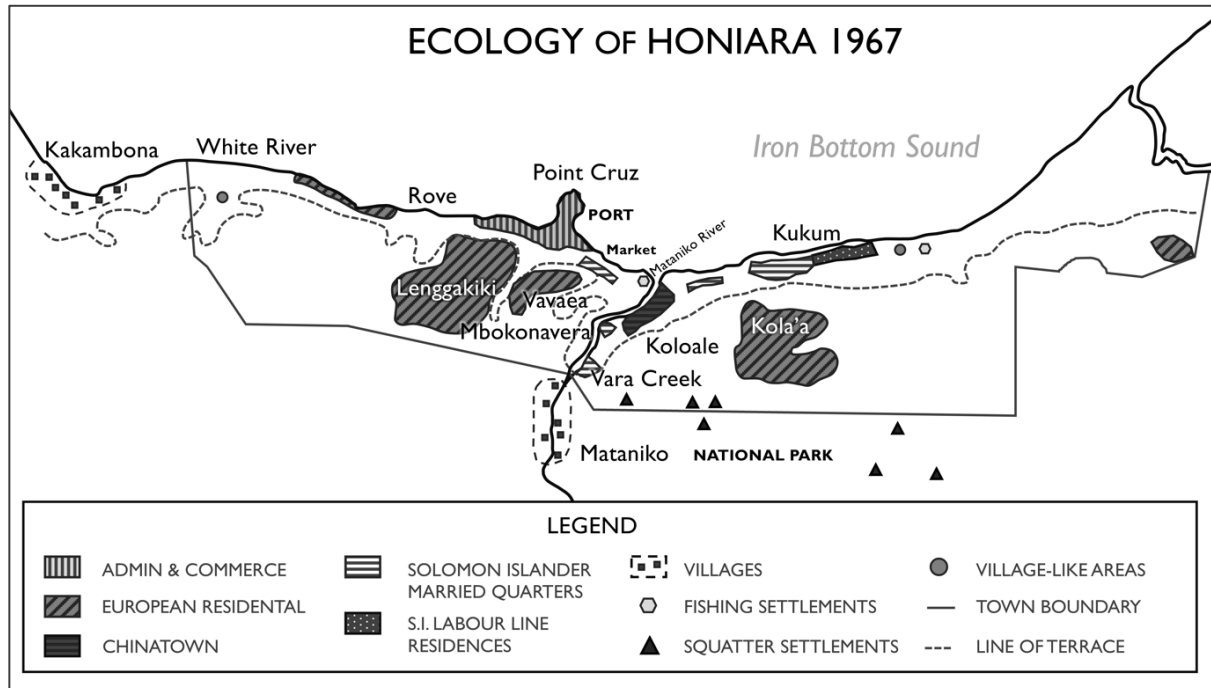 ECOLOGY OF HONIARA 1967
Kakambona
White River
Iron Bottom Sound
Point Cruz
Rove
PORT
Market
Mataniko River
Kukum
Lenggakiki
Vavaea
Mbokonavera
Kola'a
Koloale
Vara Creek
Mataniko
NATIONAL PARK
LEGEND
ADMIN & COMMERCE
EUROPEAN RESIDENTAL
CHINATOWN
SOLOMON ISLANDER
MARRIED QUARTERS
S.I. LABOUR LINE
RESIDENCES
VILLAGES
FISHING SETTLEMENTS
SQUATTER SETTLEMENTS
VILLAGE-LIKE AREAS
TOWN BOUNDARY
LINE OF TERRACE